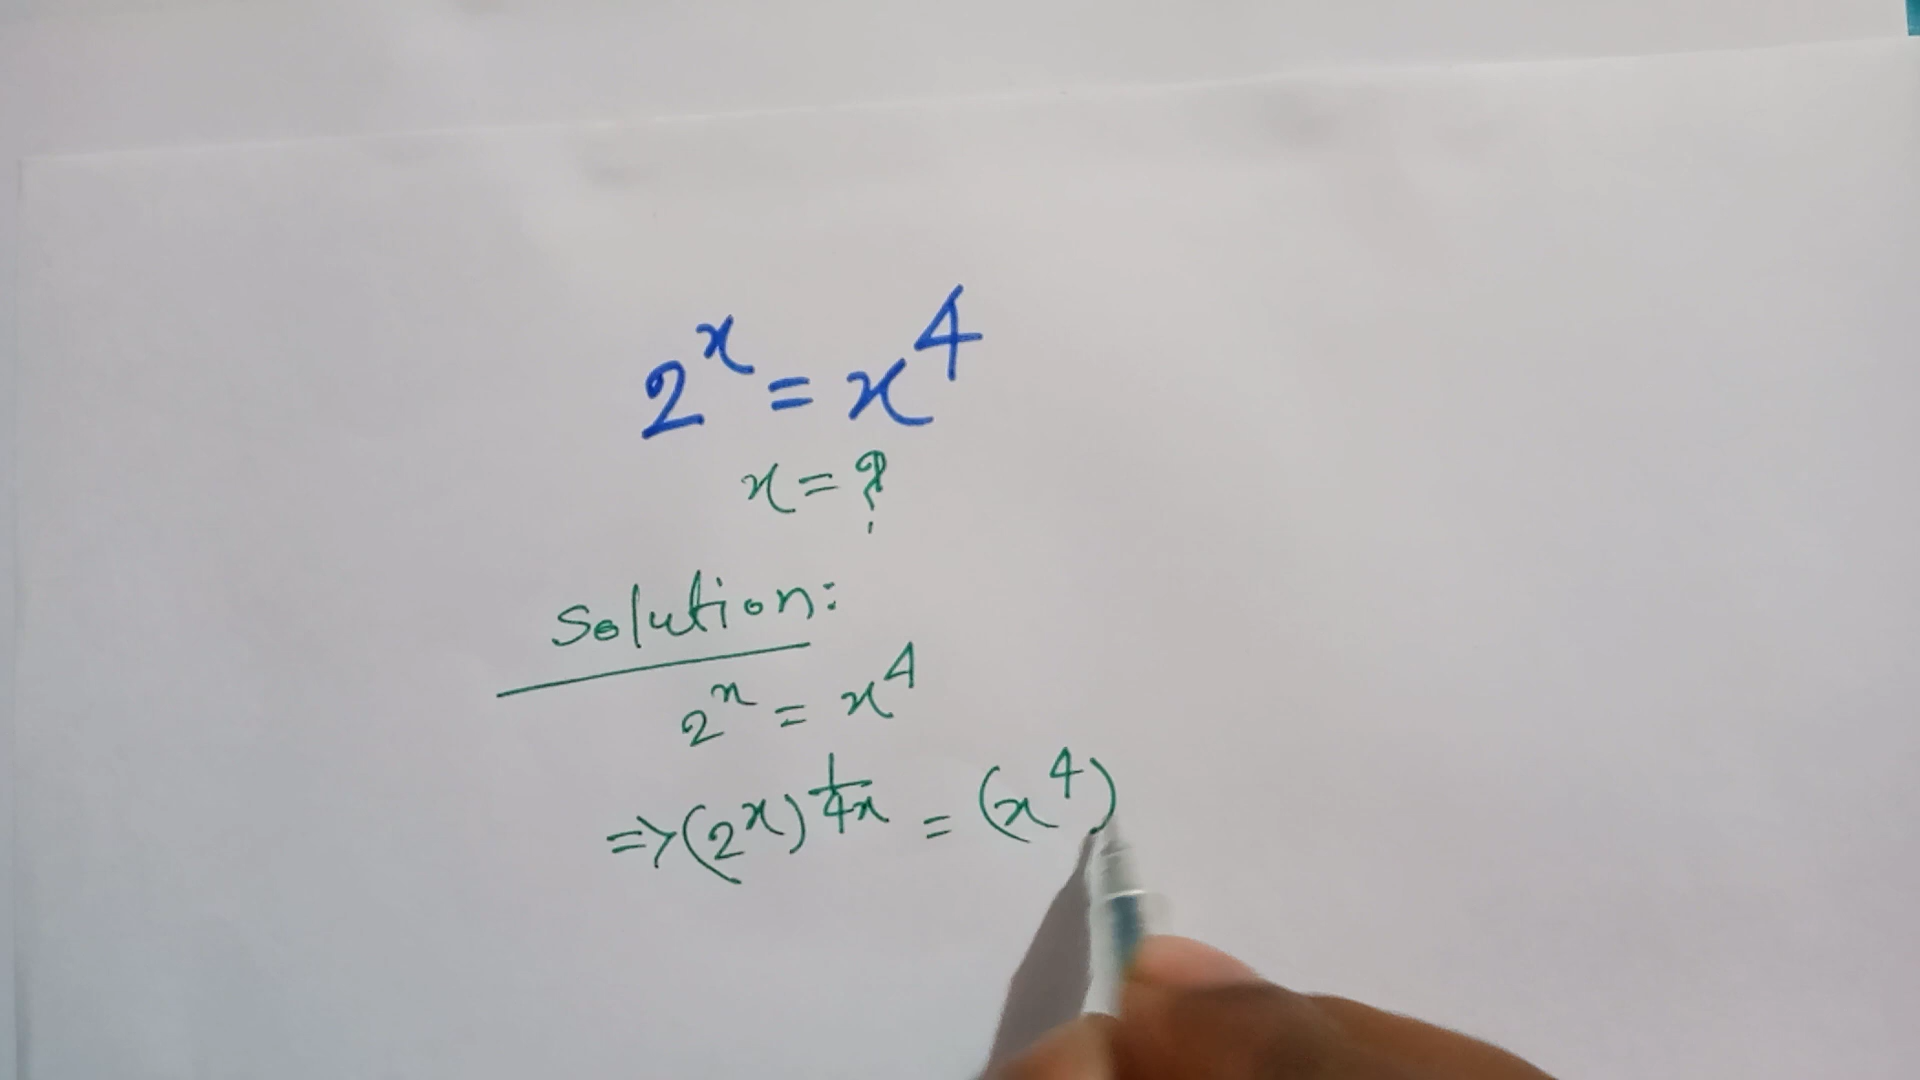 2^x = x^4
x = ?
Solution:
2^x = x^4
=> (2^x)^{1/4x} = (x^4)